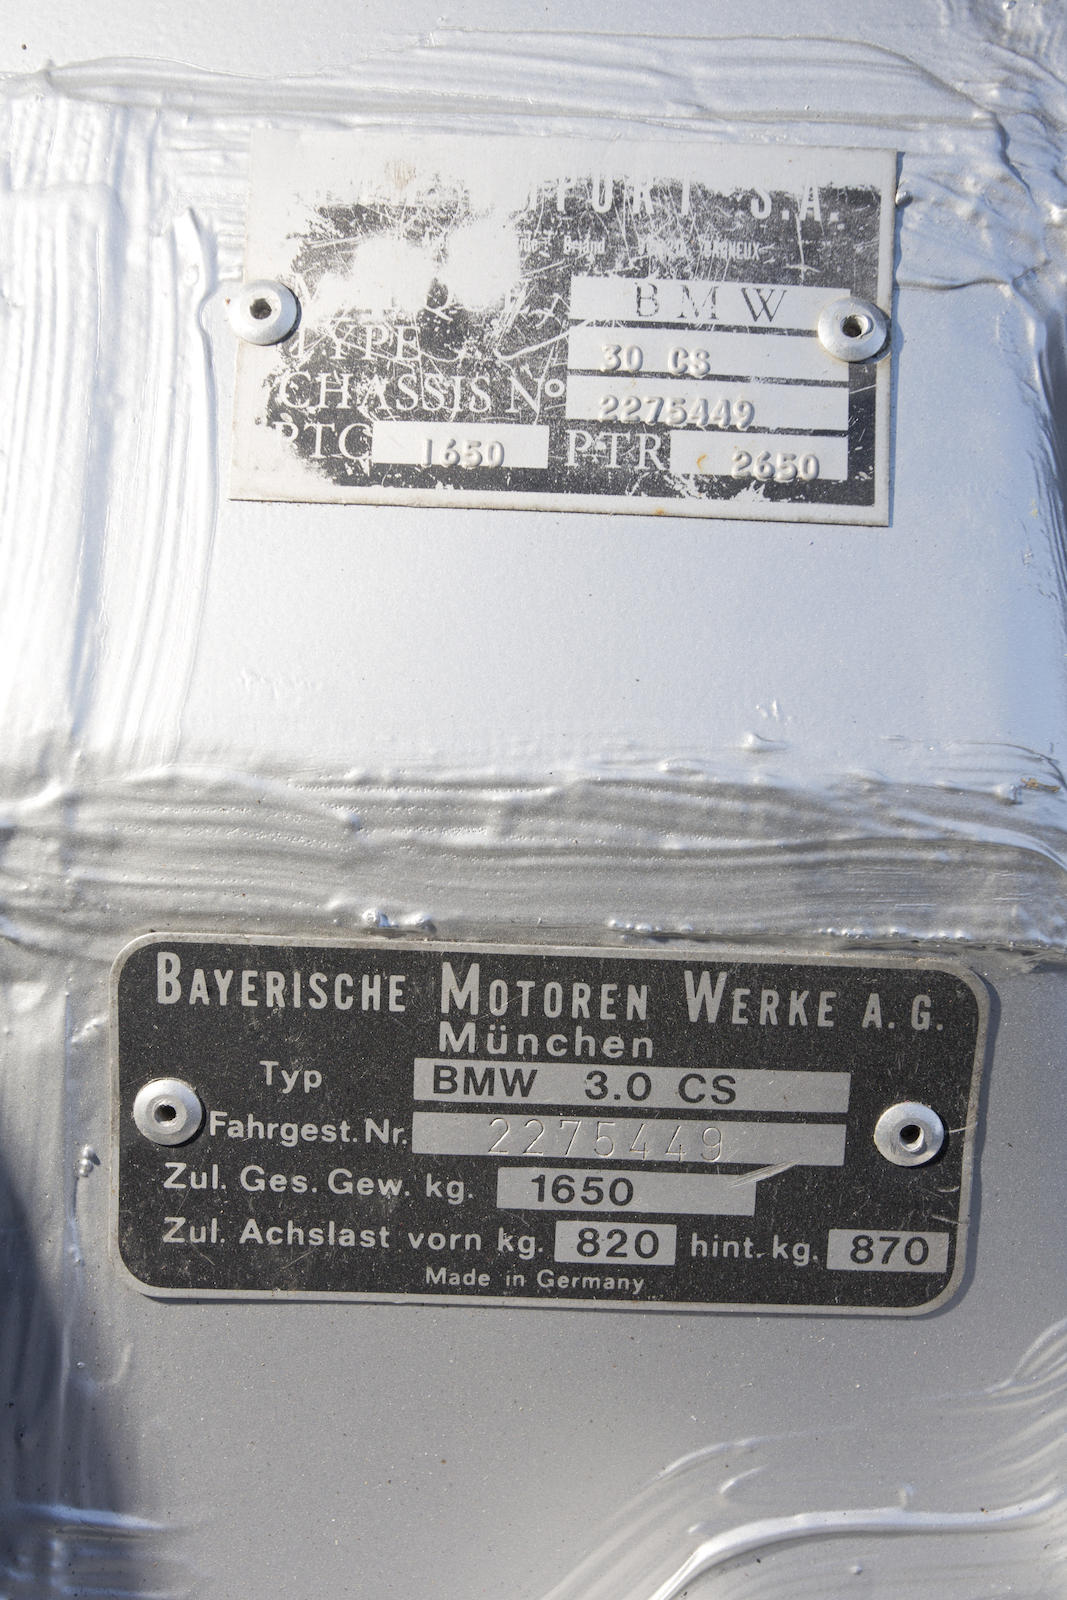 S.A.
BMW
TYPE 30 CS
CHASSIS Nº 2275449
PTC 1650 PTR 2650
BAYERISCHE MOTOREN WERKE A.G.
München
Typ BMW 3.0 CS
Fahrgest. Nr. 2275449
Zul. Ges. Gew. kg. 1650
Zul. Achslast vorn kg. 820 hint. kg. 870
Made in Germany